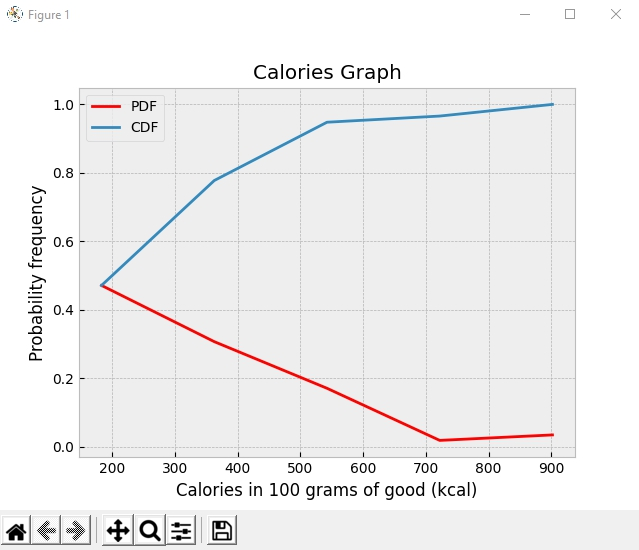 Figure 1
Calories Graph
PDF
CDF
Probability frequency
1.0
0.8
0.6
0.4
0.2
0.0
200 300 400 500 600 700 800 900
Calories in 100 grams of good (kcal)